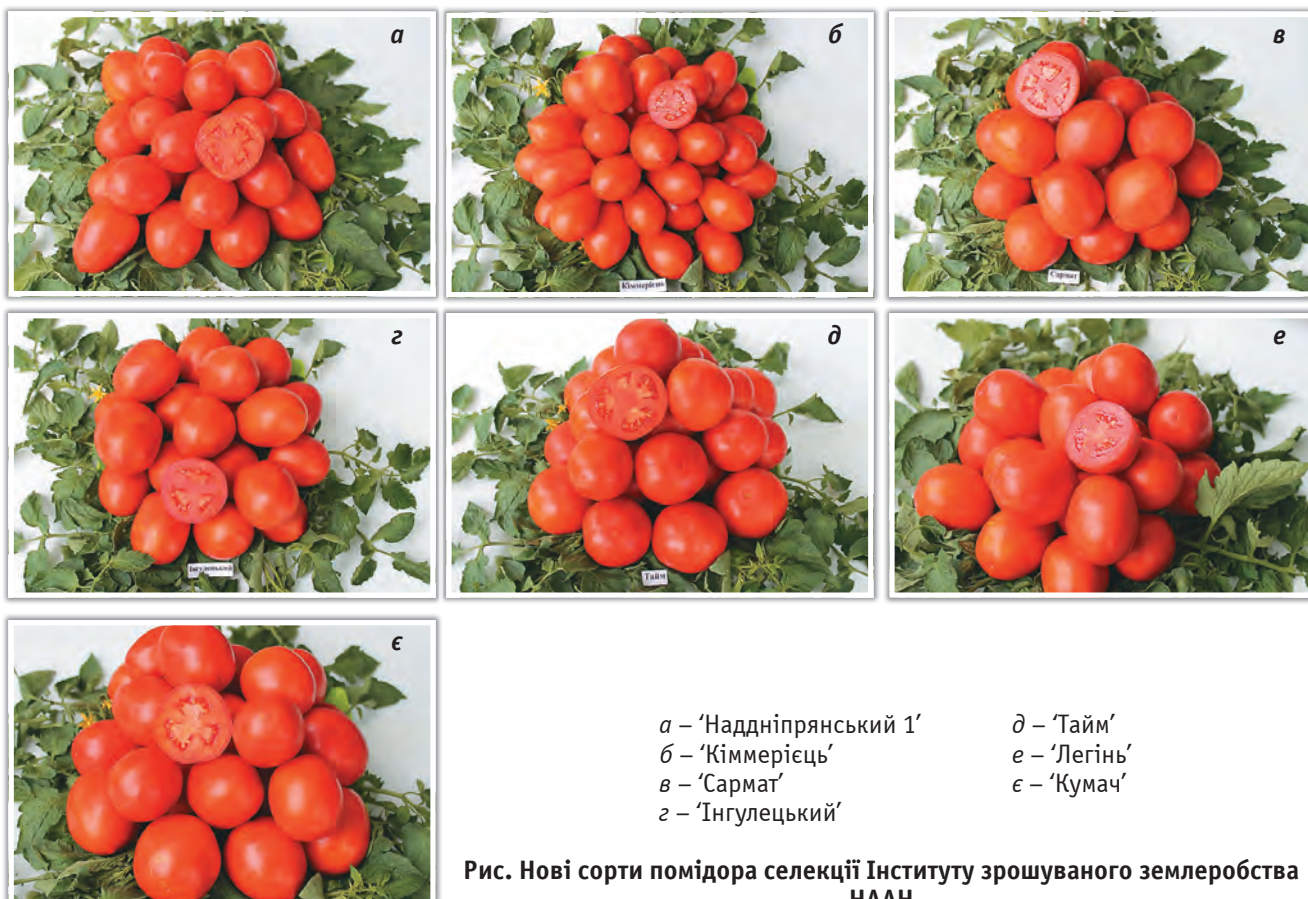 а
б
в
Кіммерієць
Сармат
г
д
е
Інгулецький
Тайм
є
а – ‘Наддніпрянський 1’
б – ‘Кіммерієць’
в – ‘Сармат’
г – ‘Інгулецький’
д – ‘Тайм’
е – ‘Легінь’
є – ‘Кумач’
Рис. Нові сорти помідора селекції Інституту зрошуваного землеробства
НААН